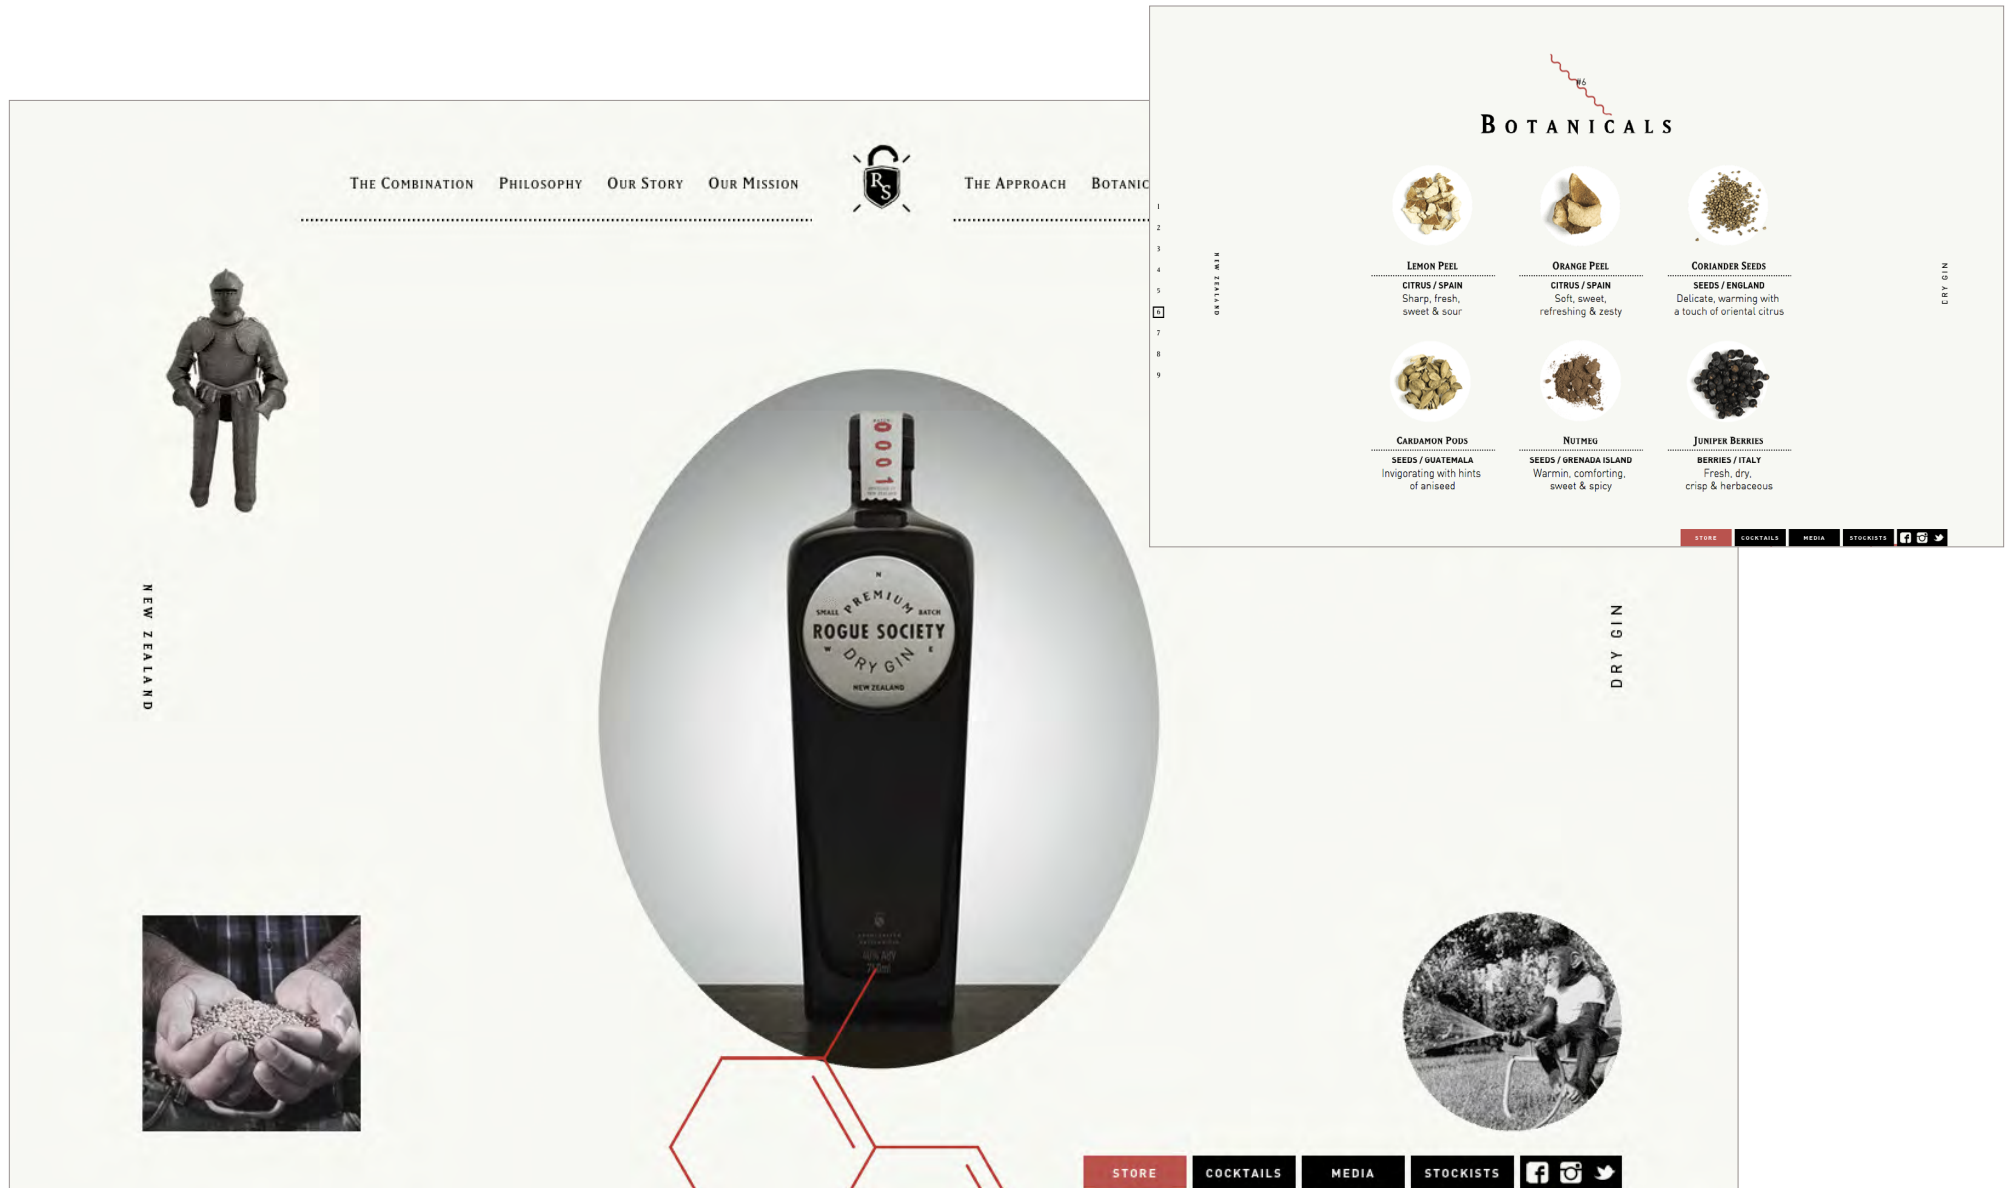 The Combination
Philosophy
Our Story
Our Mission
RS
The Approach
NEW ZEALAND
0001
N
PREMIUM
SMALL
BATCH
ROGUE SOCIETY
W
E
DRY GIN
NEW ZEALAND
DRY GIN
STORE
COCKTAILS
MEDIA
STOCKISTS
#6
Botanicals
1
2
3
4
5
6
7
8
9
NEW ZEALAND
DRY GIN
Lemon Peel
CITRUS / SPAIN
Sharp, fresh,
sweet & sour
Orange Peel
CITRUS / SPAIN
Soft, sweet,
refreshing & zesty
Coriander Seeds
SEEDS / ENGLAND
Delicate, warming with
a touch of oriental citrus
Cardamon Pods
SEEDS / GUATEMALA
Invigorating with hints
of aniseed
Nutmeg
SEEDS / GRENADA ISLAND
Warmin, comforting,
sweet & spicy
Juniper Berries
BERRIES / ITALY
Fresh, dry,
crisp & herbaceous
STORE
COCKTAILS
MEDIA
STOCKISTS